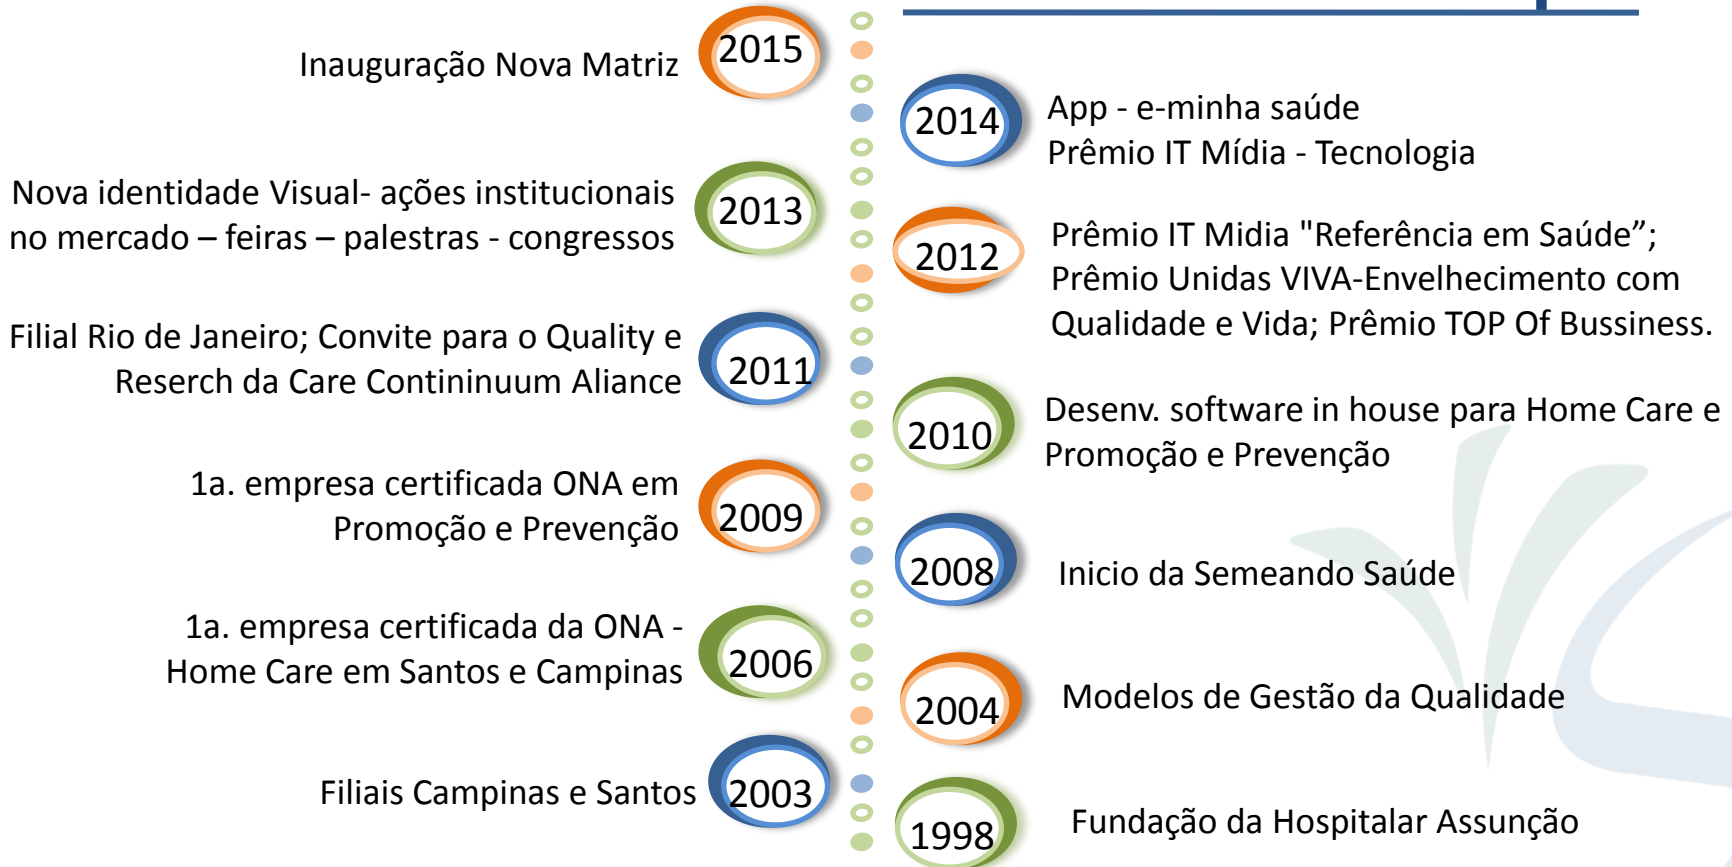 Inauguração Nova Matriz
2015
2014
App - e-minha saúde
Prêmio IT Mídia - Tecnologia
Nova identidade Visual- ações institucionais
no mercado – feiras – palestras - congressos
2013
2012
Prêmio IT Midia "Referência em Saúde”;
Prêmio Unidas VIVA-Envelhecimento com
Qualidade e Vida; Prêmio TOP Of Bussiness.
Filial Rio de Janeiro; Convite para o Quality e
Reserch da Care Contininuum Aliance
2011
2010
Desenv. software in house para Home Care e
Promoção e Prevenção
1a. empresa certificada ONA em
Promoção e Prevenção
2009
2008
Inicio da Semeando Saúde
1a. empresa certificada da ONA -
Home Care em Santos e Campinas
2006
2004
Modelos de Gestão da Qualidade
Filiais Campinas e Santos
2003
1998
Fundação da Hospitalar Assunção